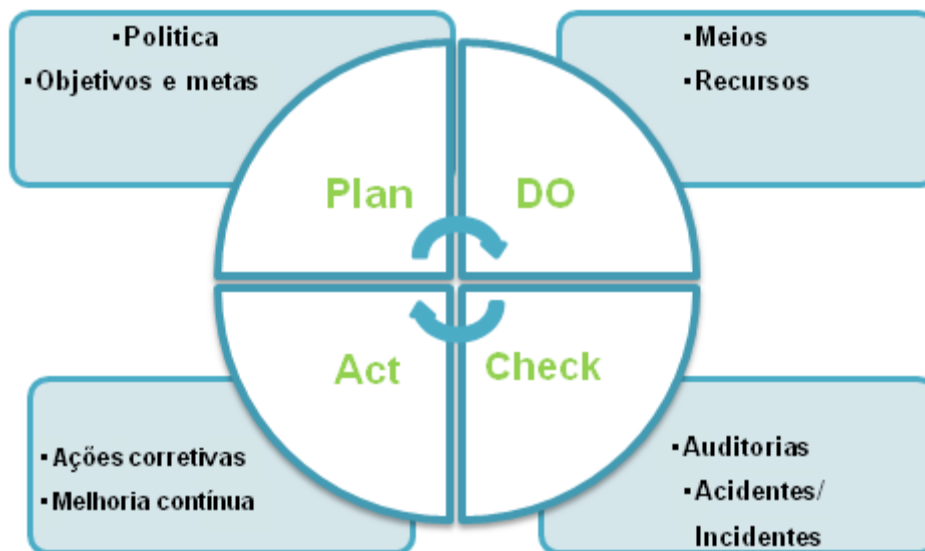 ▪Politica
▪Objetivos e metas
▪Meios
▪Recursos
Plan
DO
Act
Check
▪Ações corretivas
▪Melhoria contínua
▪Auditorias
▪Acidentes/
Incidentes